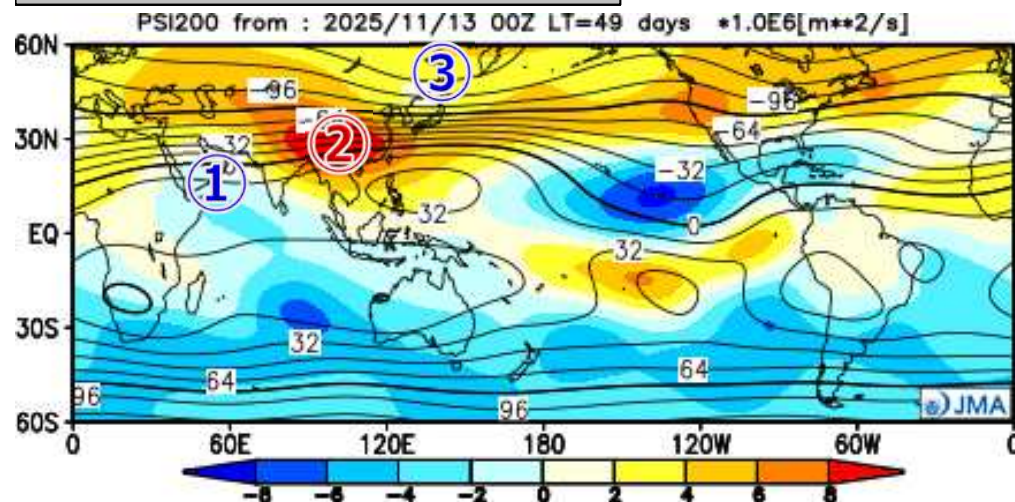 PSI200 from : 2025/11/13 00Z LT=49 days *1.0E6[m**2/s]
60N
30N
EQ
30S
60S
-96
-96
-64
32
-32
32
0
32
32
64
64
96
96
①
②
③
JMA
0 60E 120E 180 120W 60W 0
-8 -6 -4 -2 0 2 4 6 8